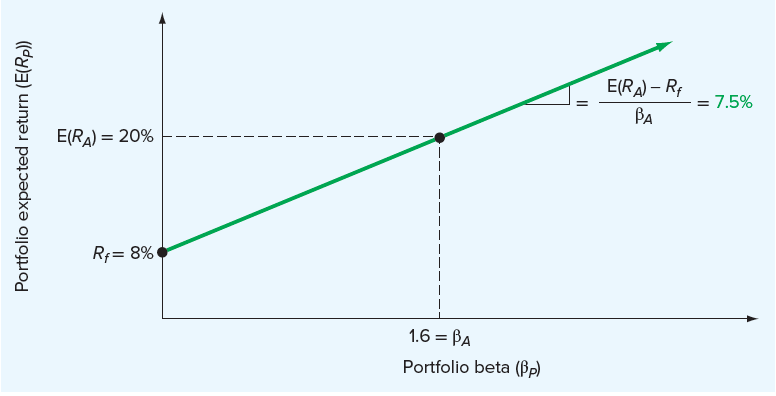 Portfolio expected return (E(R_P))
E(R_A) – R_f
= ———— = 7.5%
β_A
E(R_A) = 20%
R_f = 8%
1.6 = β_A
Portfolio beta (β_P)